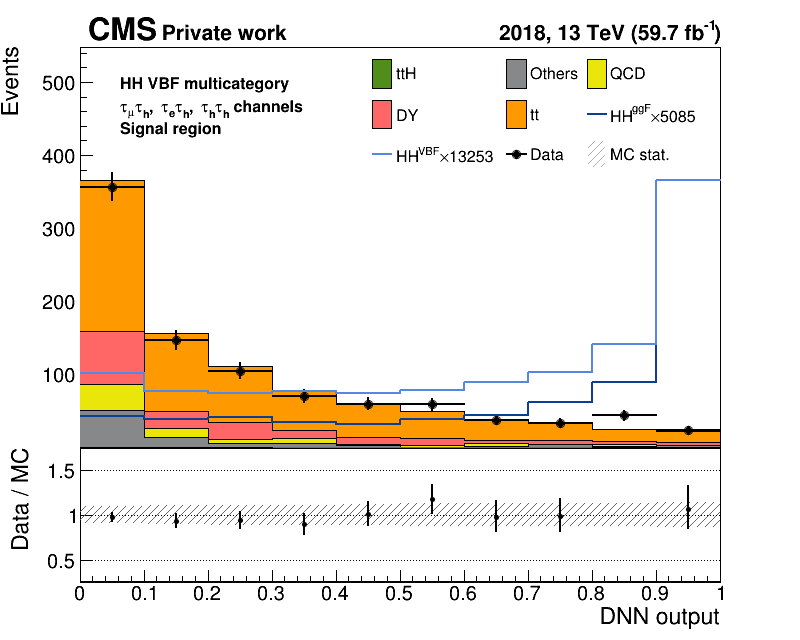 CMS Private work
2018, 13 TeV (59.7 fb⁻¹)
Events
500
400
300
200
100
HH VBF multicategory
τμτh, τeτh, τhτh channels
Signal region
ttH
Others
QCD
DY
tt
HHggF×5085
HHVBF×13253
Data
MC stat.
Data / MC
1.5
1
0.5
0 0.1 0.2 0.3 0.4 0.5 0.6 0.7 0.8 0.9 1
DNN output